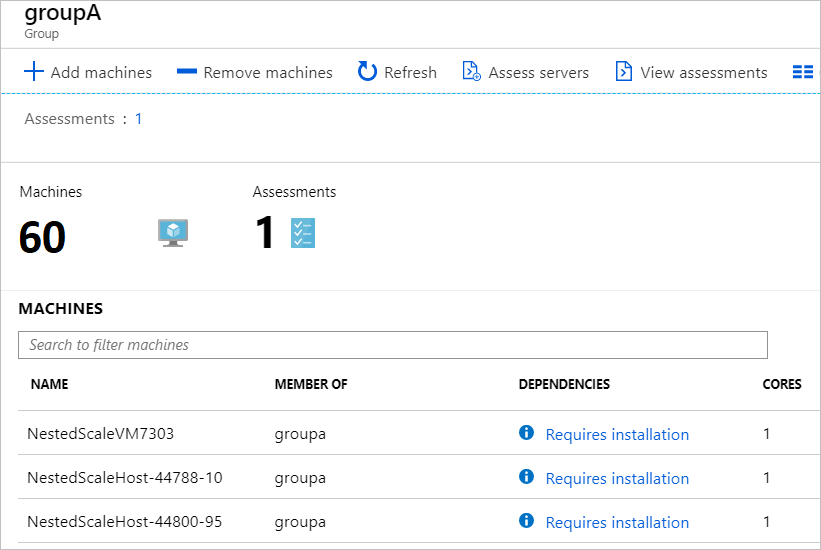 groupA
Group
Add machines Remove machines Refresh Assess servers View assessments
Assessments : 1
Machines Assessments
60 1
MACHINES
Search to filter machines
NAME MEMBER OF DEPENDENCIES CORES
NestedScaleVM7303 groupa Requires installation 1
NestedScaleHost-44788-10 groupa Requires installation 1
NestedScaleHost-44800-95 groupa Requires installation 1